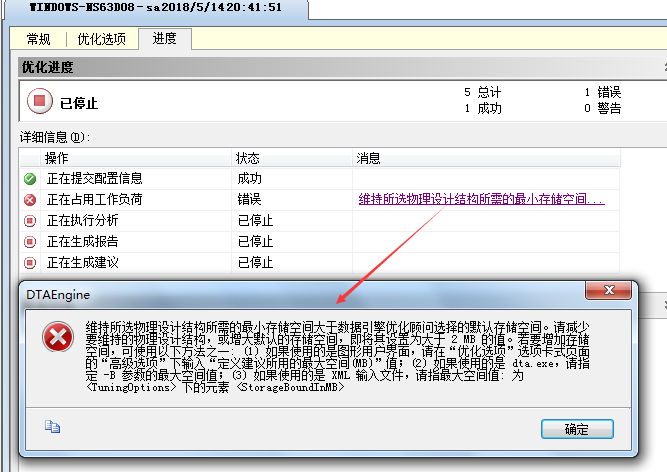 WINDOWS-NS63D08 - sa 2018/5/14 20:41:51
常规 优化选项 进度
优化进度
已停止
5 总计 1 错误
1 成功 0 警告
详细信息(D):
操作 状态 消息
正在提交配置信息 成功
正在占用工作负荷 错误 维持所选物理设计结构所需的最小存储空间...
正在执行分析 已停止
正在生成报告 已停止
正在生成建议 已停止
DTAEngine
维持所选物理设计结构所需的最小存储空间大于数据引擎优化顾问选择的默认存储空间。请减少
要维持的物理设计结构，或增大默认的存储空间，即将其设置为大于 2 MB 的值。若要增加存储
空间，可使用以下方法之一: (1) 如果使用的是图形用户界面，请在“优化选项”选项卡式页面
的“高级选项”下输入“定义建议所用的最大空间(MB)”值；(2) 如果使用的是 dta.exe，请指
定 -B 参数的最大空间值；(3) 如果使用的是 XML 输入文件，请指最大空间值: 为
<TuningOptions> 下的元素 <StorageBoundInMB>
确定